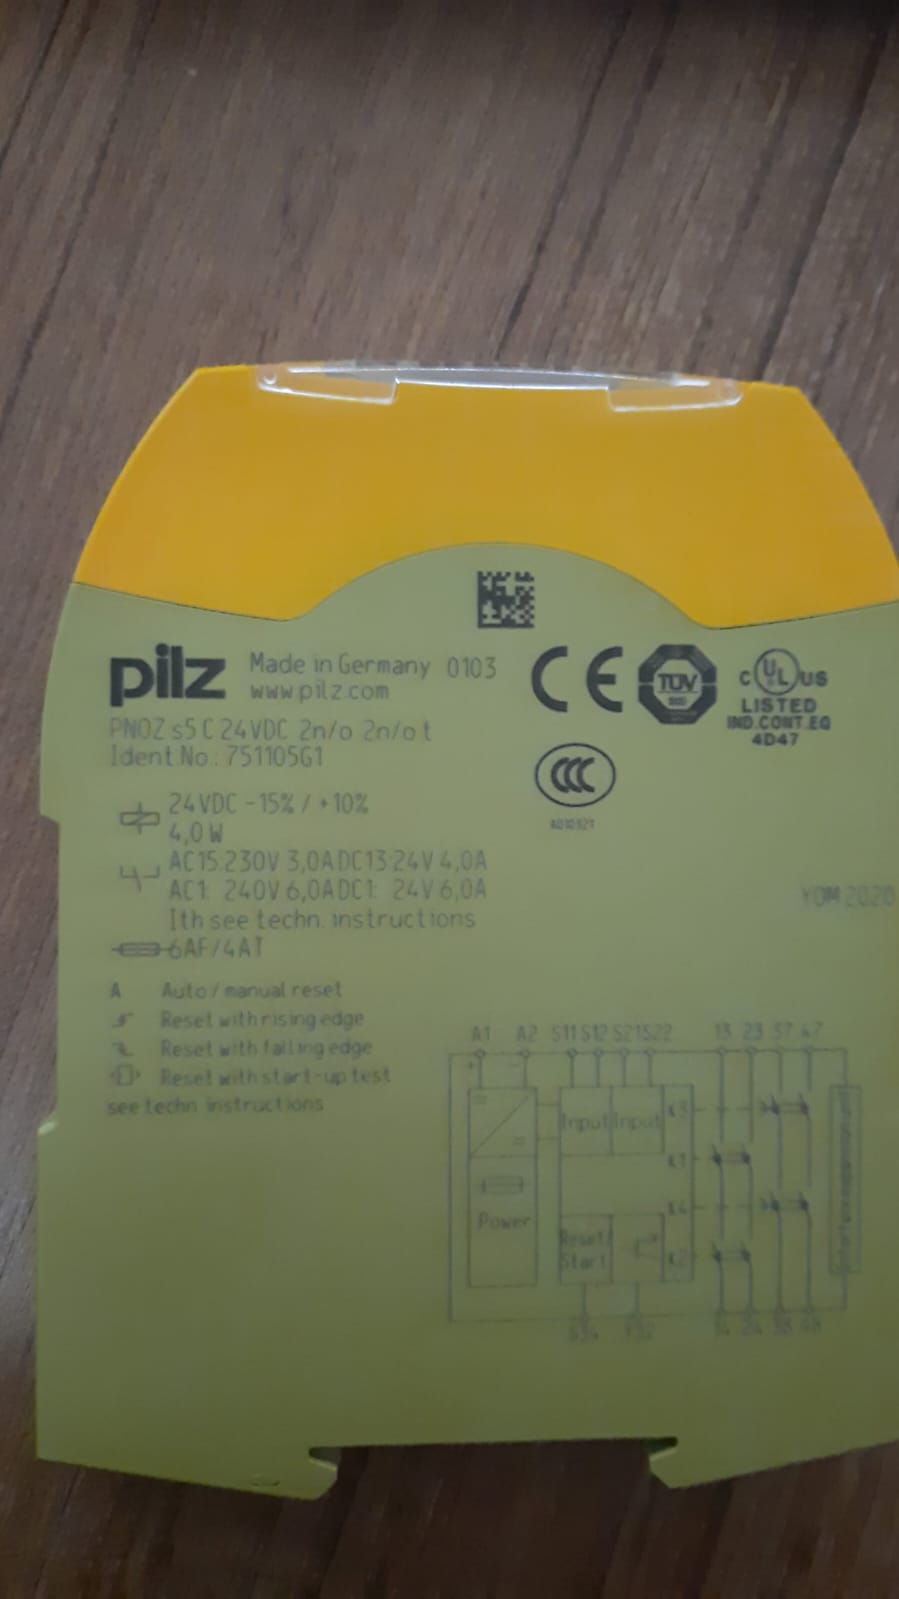 pilz
Made in Germany 0103
www.pilz.com
PNOZ s5 C 24VDC 2n/o 2n/o t
Ident.No.: 751105G1
CE
TÜV
C UL US
LISTED
IND.CONT.EQ
4D47
CCC
24VDC -15% / +10%
4,0W
AC15:230V 3,0A DC13:24V 4,0A
AC1: 240V 6,0A DC1: 24V 6,0A
Ith see techn. instructions
6AF/4AT
YOM 2020
A Auto/manual reset
Reset with rising edge
Reset with falling edge
Reset with start-up test
see techn instructions
A1 A2 S11 S12 S21 S22 13 23 37 47
+ -
Input Input K3
K1
Power K4
Reset/
Start K2
S34 Y32 14 24 38 48